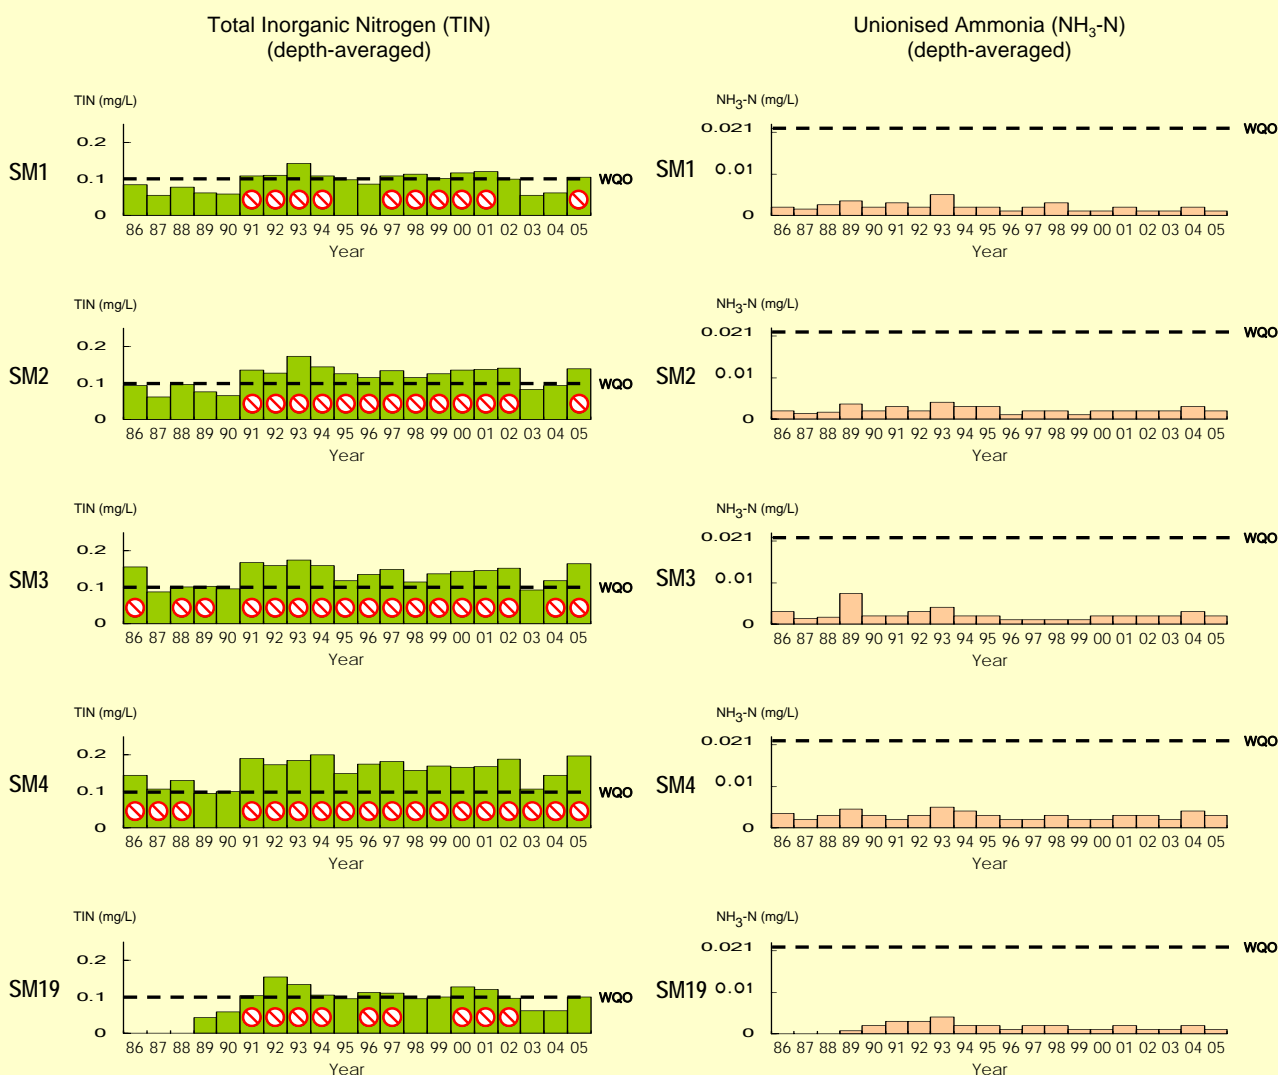 Total Inorganic Nitrogen (TIN)
(depth-averaged)
Unionised Ammonia (NH3-N)
(depth-averaged)
SM1
TIN (mg/L)
0.2
0.1
0
WQO
86 87 88 89 90 91 92 93 94 95 96 97 98 99 00 01 02 03 04 05
Year
SM1
NH3-N (mg/L)
0.021
0.01
0
WQO
86 87 88 89 90 91 92 93 94 95 96 97 98 99 00 01 02 03 04 05
Year
SM2
TIN (mg/L)
0.2
0.1
0
WQO
86 87 88 89 90 91 92 93 94 95 96 97 98 99 00 01 02 03 04 05
Year
SM2
NH3-N (mg/L)
0.021
0.01
0
WQO
86 87 88 89 90 91 92 93 94 95 96 97 98 99 00 01 02 03 04 05
Year
SM3
TIN (mg/L)
0.2
0.1
0
WQO
86 87 88 89 90 91 92 93 94 95 96 97 98 99 00 01 02 03 04 05
Year
SM3
NH3-N (mg/L)
0.021
0.01
0
WQO
86 87 88 89 90 91 92 93 94 95 96 97 98 99 00 01 02 03 04 05
Year
SM4
TIN (mg/L)
0.2
0.1
0
WQO
86 87 88 89 90 91 92 93 94 95 96 97 98 99 00 01 02 03 04 05
Year
SM4
NH3-N (mg/L)
0.021
0.01
0
WQO
86 87 88 89 90 91 92 93 94 95 96 97 98 99 00 01 02 03 04 05
Year
SM19
TIN (mg/L)
0.2
0.1
0
WQO
86 87 88 89 90 91 92 93 94 95 96 97 98 99 00 01 02 03 04 05
Year
SM19
NH3-N (mg/L)
0.021
0.01
0
WQO
86 87 88 89 90 91 92 93 94 95 96 97 98 99 00 01 02 03 04 05
Year